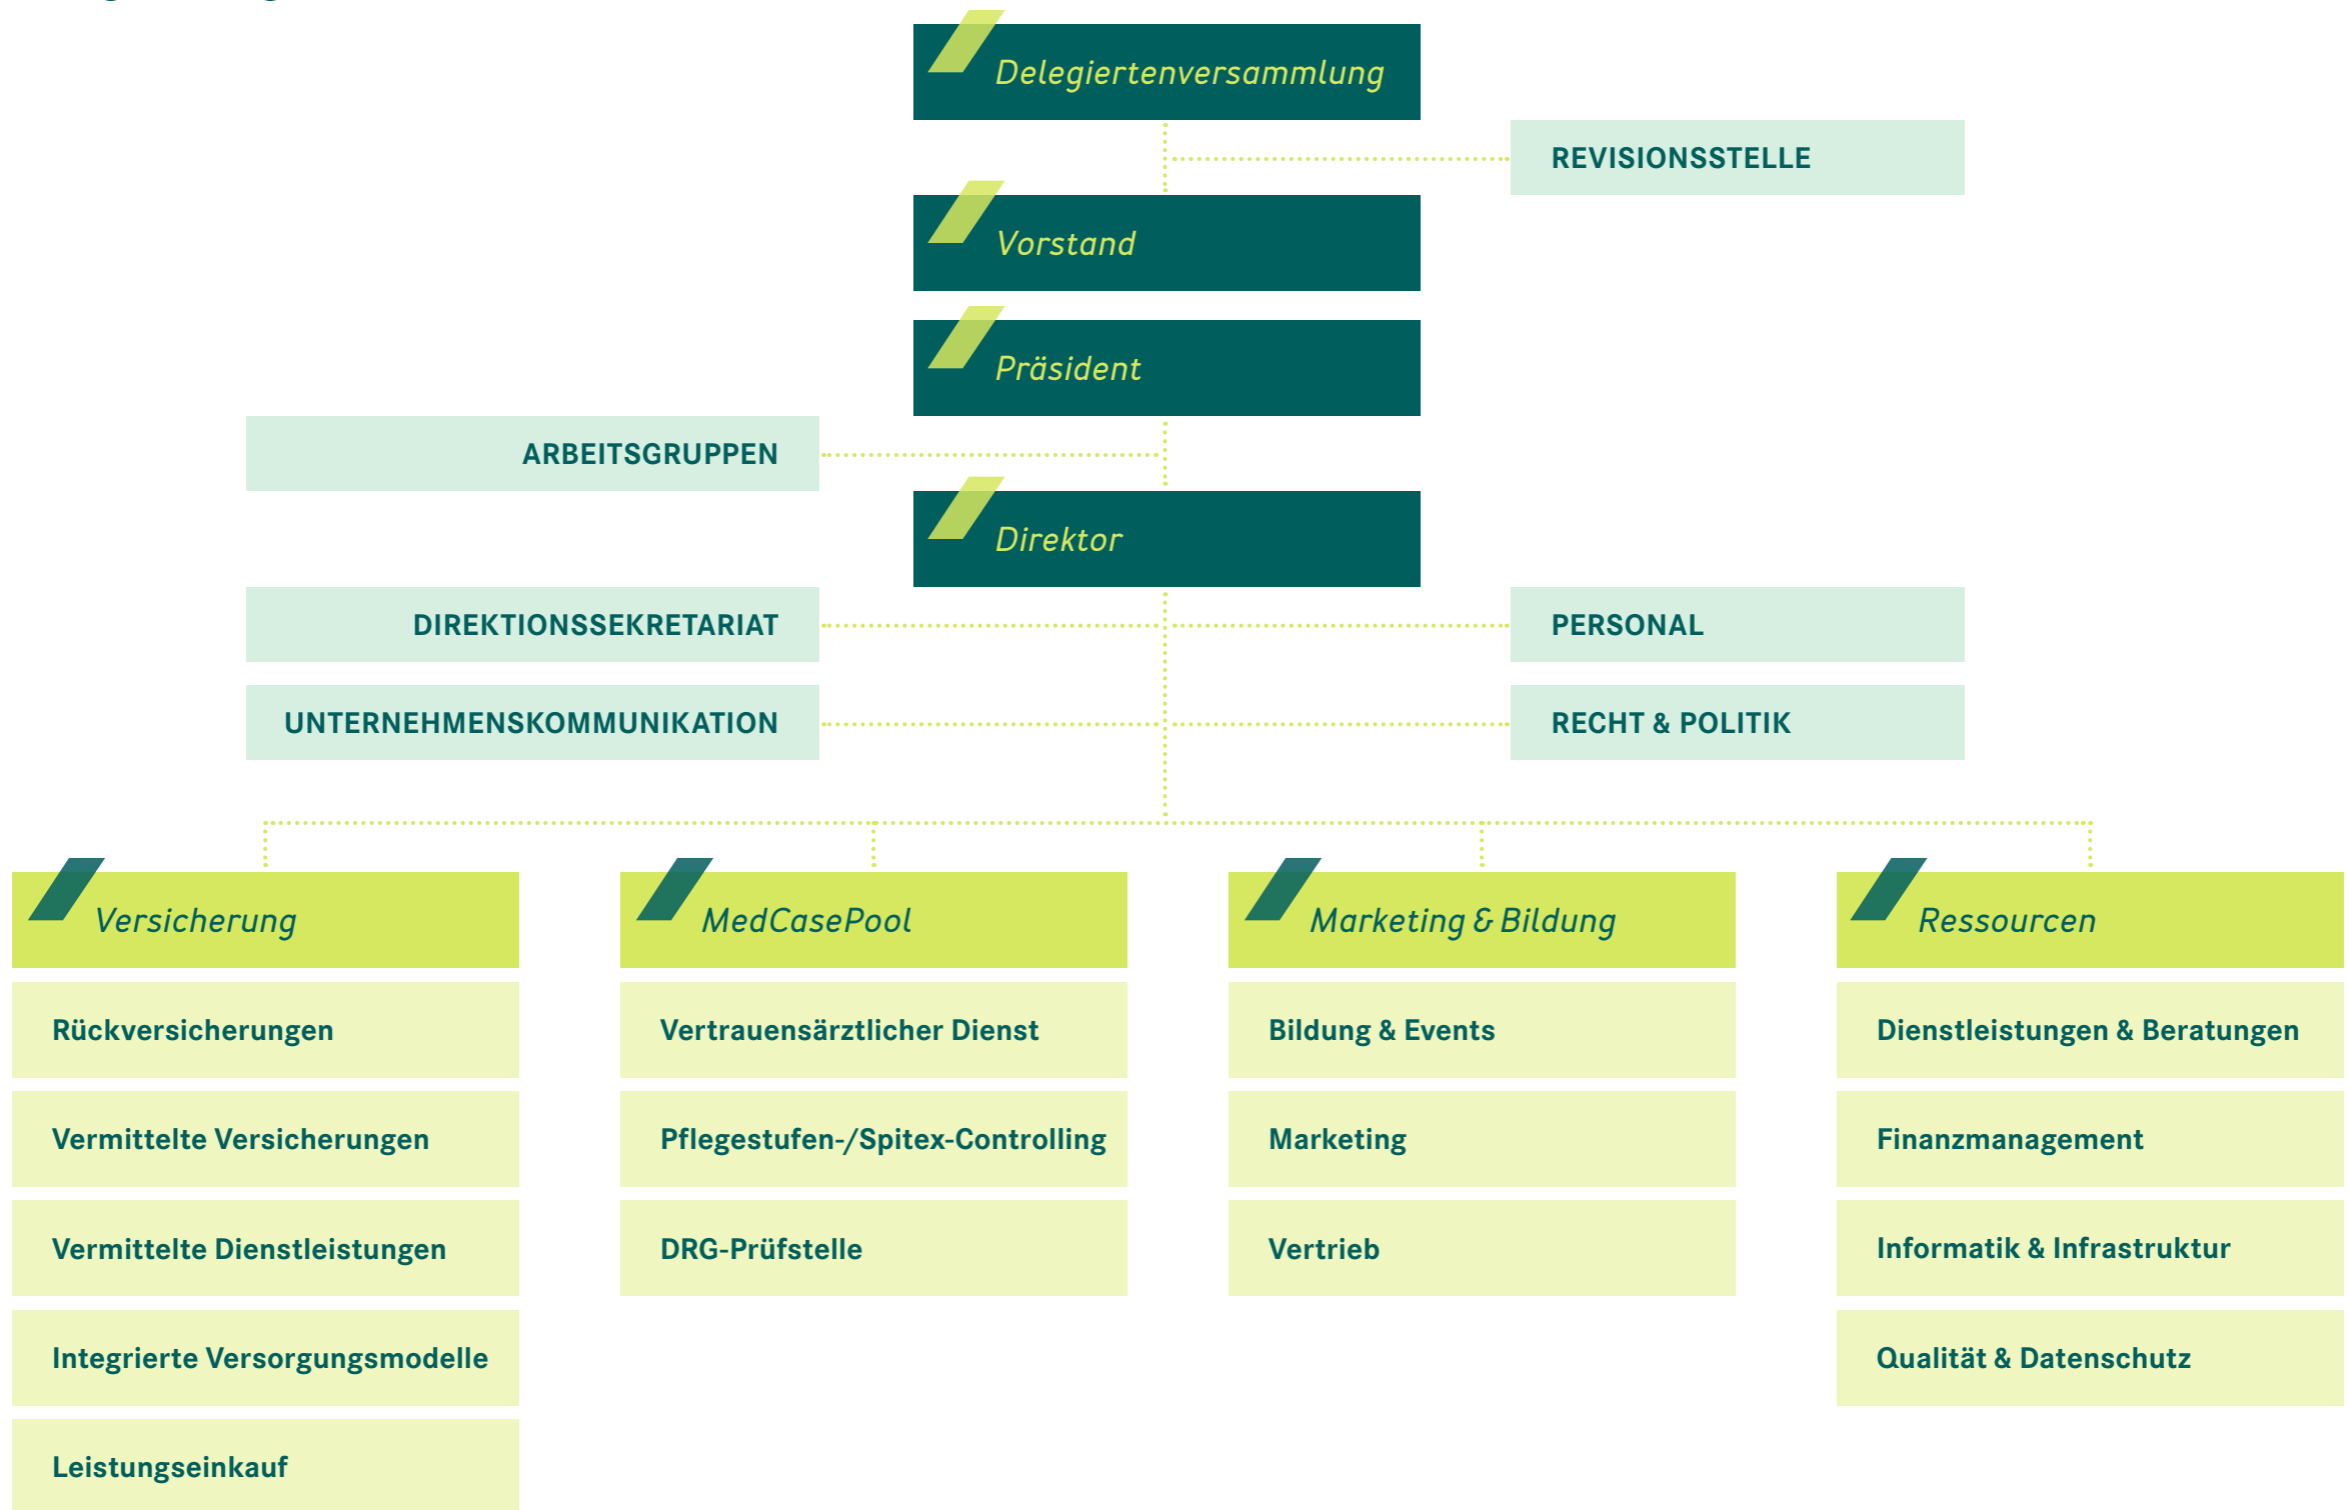 Delegiertenversammlung
REVISIONSSTELLE
Vorstand
Präsident
ARBEITSGRUPPEN
Direktor
DIREKTIONSSEKRETARIAT
PERSONAL
UNTERNEHMENSKOMMUNIKATION
RECHT & POLITIK
Versicherung
Rückversicherungen
Vermittelte Versicherungen
Vermittelte Dienstleistungen
Integrierte Versorgungsmodelle
Leistungseinkauf
MedCasePool
Vertrauensärztlicher Dienst
Pflegestufen-/Spitex-Controlling
DRG-Prüfstelle
Marketing & Bildung
Bildung & Events
Marketing
Vertrieb
Ressourcen
Dienstleistungen & Beratungen
Finanzmanagement
Informatik & Infrastruktur
Qualität & Datenschutz